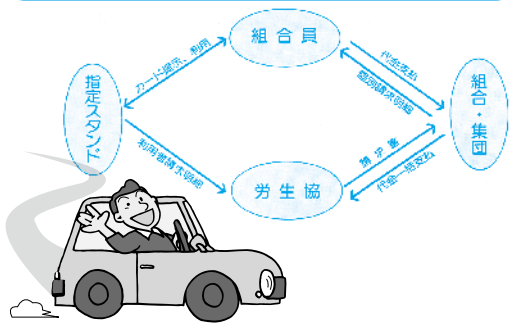 組合員
カード提示、利用
代金支払
個別請求明細
指定スタンド
組合・集団
利用者請求明細
請求書
代金一括支払
労生協